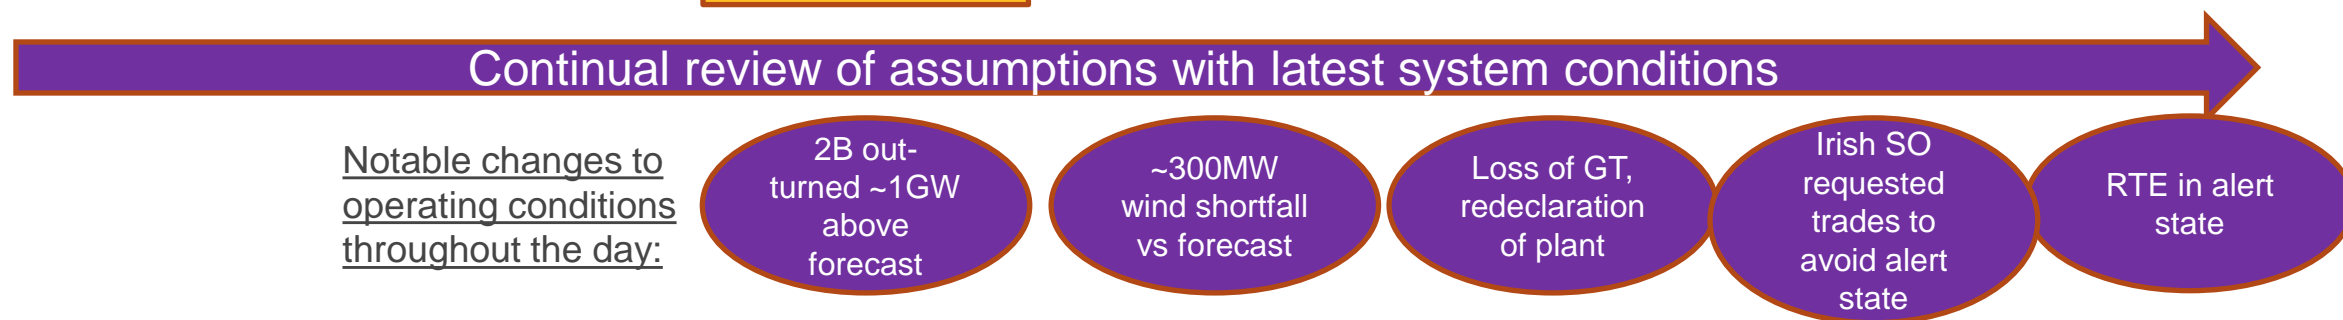 Continual review of assumptions with latest system conditions
Notable changes to
operating conditions
throughout the day:
2B out-
turned ~1GW
above
forecast
~300MW
wind shortfall
vs forecast
Loss of GT,
redeclaration
of plant
Irish SO
requested
trades to
avoid alert
state
RTE in alert
state